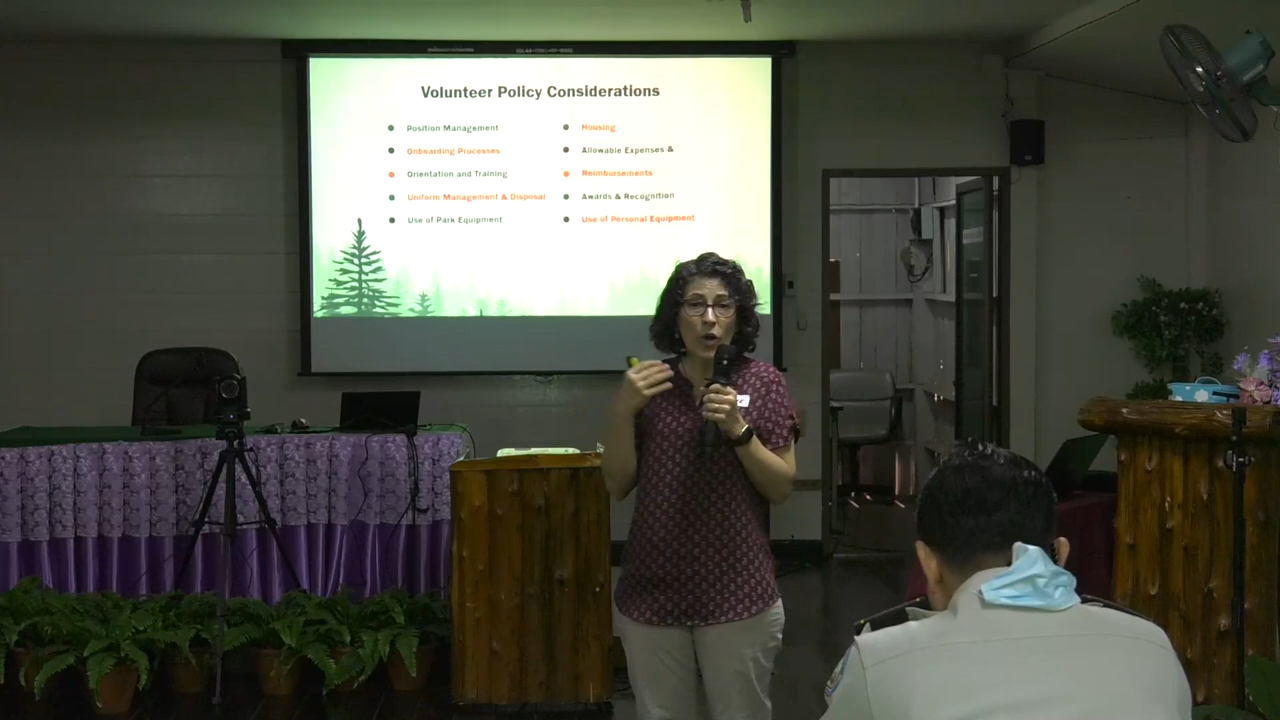 Volunteer Policy Considerations
Position Management
Onboarding Processes
Orientation and Training
Uniform Management & Disposal
Use of Park Equipment
Housing
Allowable Expenses &
Reimbursements
Awards & Recognition
Use of Personal Equipment